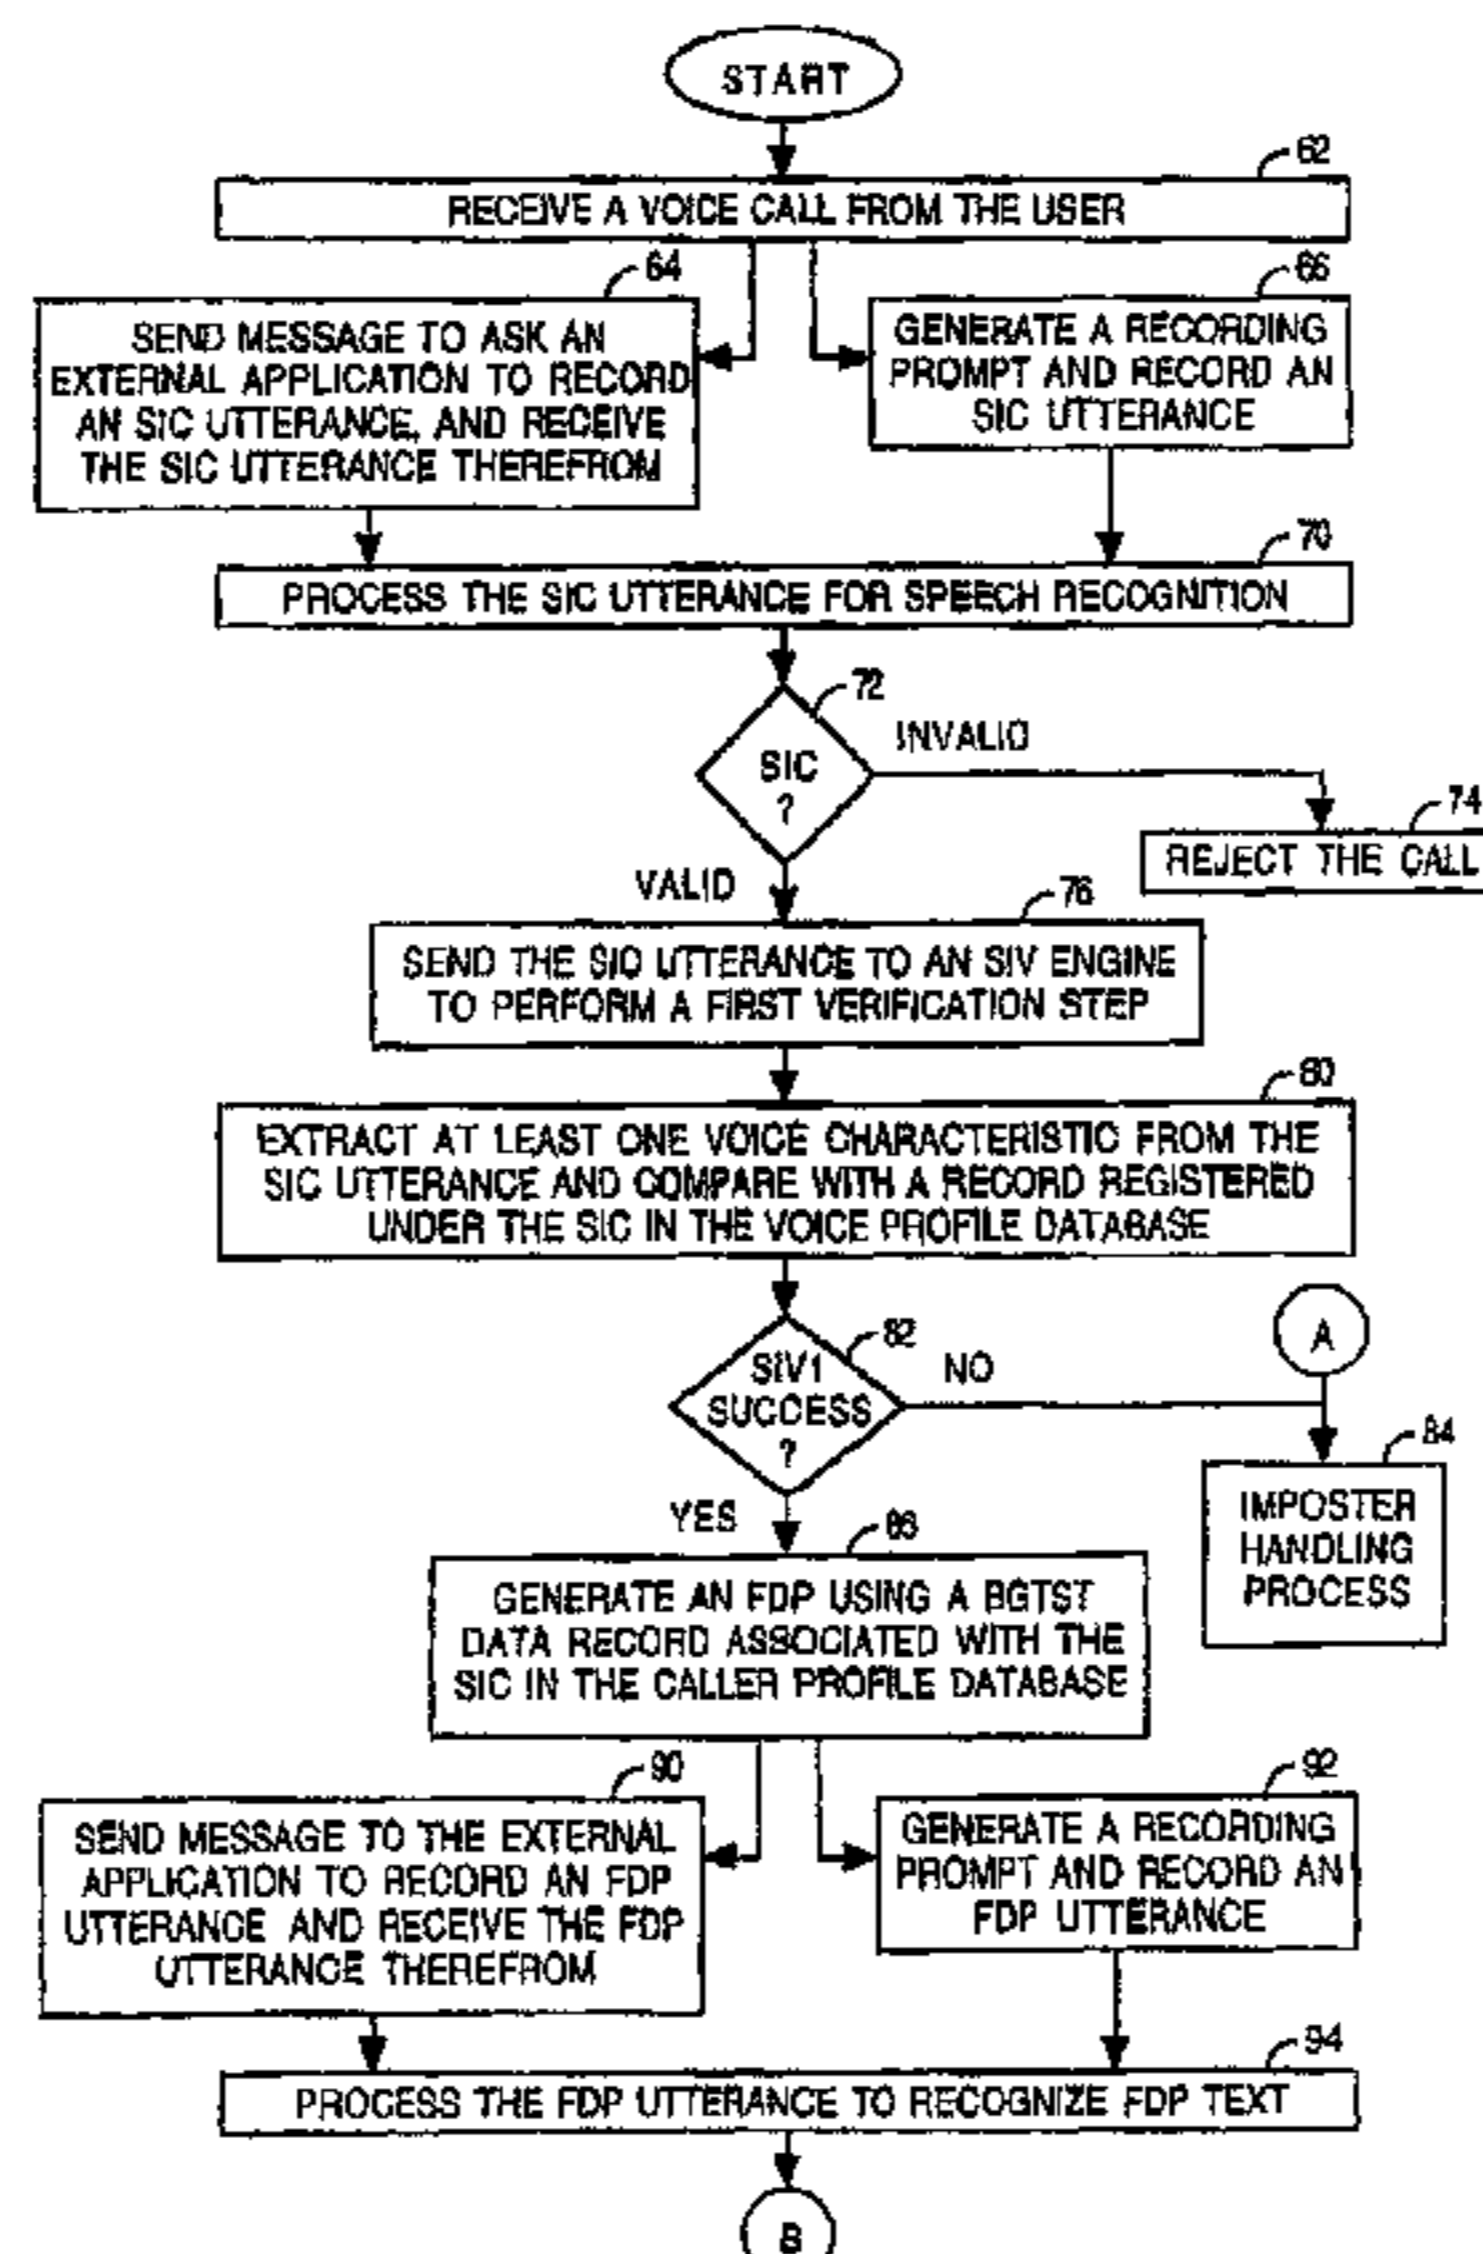 START
62
RECEIVE A VOICE CALL FROM THE USER
64
SEND MESSAGE TO ASK AN
EXTERNAL APPLICATION TO RECORD
AN SIC UTTERANCE, AND RECEIVE
THE SIC UTTERANCE THEREFROM
66
GENERATE A RECORDING
PROMPT AND RECORD AN
SIC UTTERANCE
70
PROCESS THE SIC UTTERANCE FOR SPEECH RECOGNITION
72
SIC
?
INVALID
74
REJECT THE CALL
VALID
76
SEND THE SIC UTTERANCE TO AN SIV ENGINE
TO PERFORM A FIRST VERIFICATION STEP
80
EXTRACT AT LEAST ONE VOICE CHARACTERISTIC FROM THE
SIC UTTERANCE AND COMPARE WITH A RECORD REGISTERED
UNDER THE SIC IN THE VOICE PROFILE DATABASE
A
82
SIV1
SUCCESS
?
NO
84
IMPOSTER
HANDLING
PROCESS
YES
GENERATE AN FDP USING A BGTST
DATA RECORD ASSOCIATED WITH THE
SIC IN THE CALLER PROFILE DATABASE
90
SEND MESSAGE TO THE EXTERNAL
APPLICATION TO RECORD AN FDP
UTTERANCE AND RECEIVE THE FDP
UTTERANCE THEREFROM
92
GENERATE A RECORDING
PROMPT AND RECORD AN
FDP UTTERANCE
94
PROCESS THE FDP UTTERANCE TO RECOGNIZE FDP TEXT
B